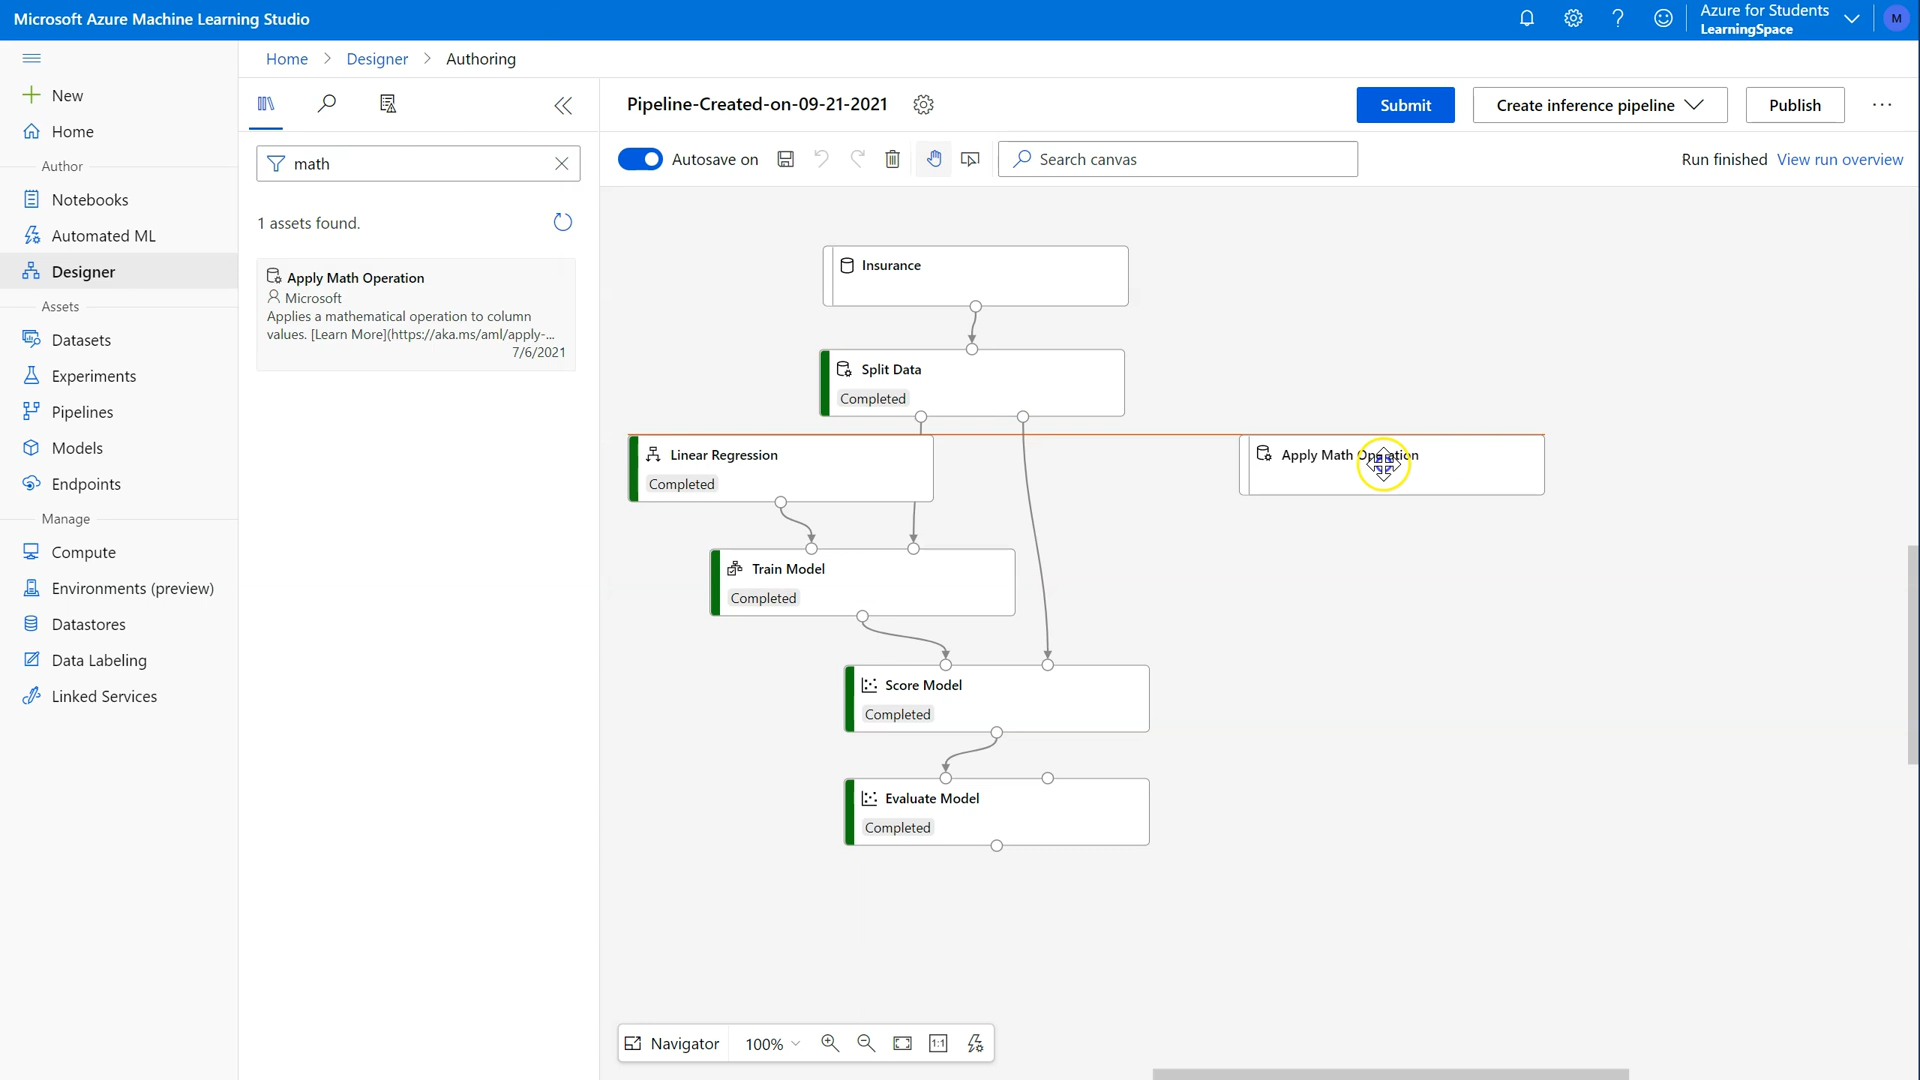 Microsoft Azure Machine Learning Studio
Azure for Students
LearningSpace
M
Home > Designer > Authoring
New
Home
Author
Notebooks
Automated ML
Designer
Assets
Datasets
Experiments
Pipelines
Models
Endpoints
Manage
Compute
Environments (preview)
Datastores
Data Labeling
Linked Services
math
1 assets found.
Apply Math Operation
Microsoft
Applies a mathematical operation to column
values. [Learn More](https://aka.ms/aml/apply-...
7/6/2021
Pipeline-Created-on-09-21-2021
Submit
Create inference pipeline
Publish
Autosave on
Search canvas
Run finished View run overview
Insurance
Split Data
Completed
Linear Regression
Completed
Apply Math Operation
Train Model
Completed
Score Model
Completed
Evaluate Model
Completed
Navigator
100%
1:1